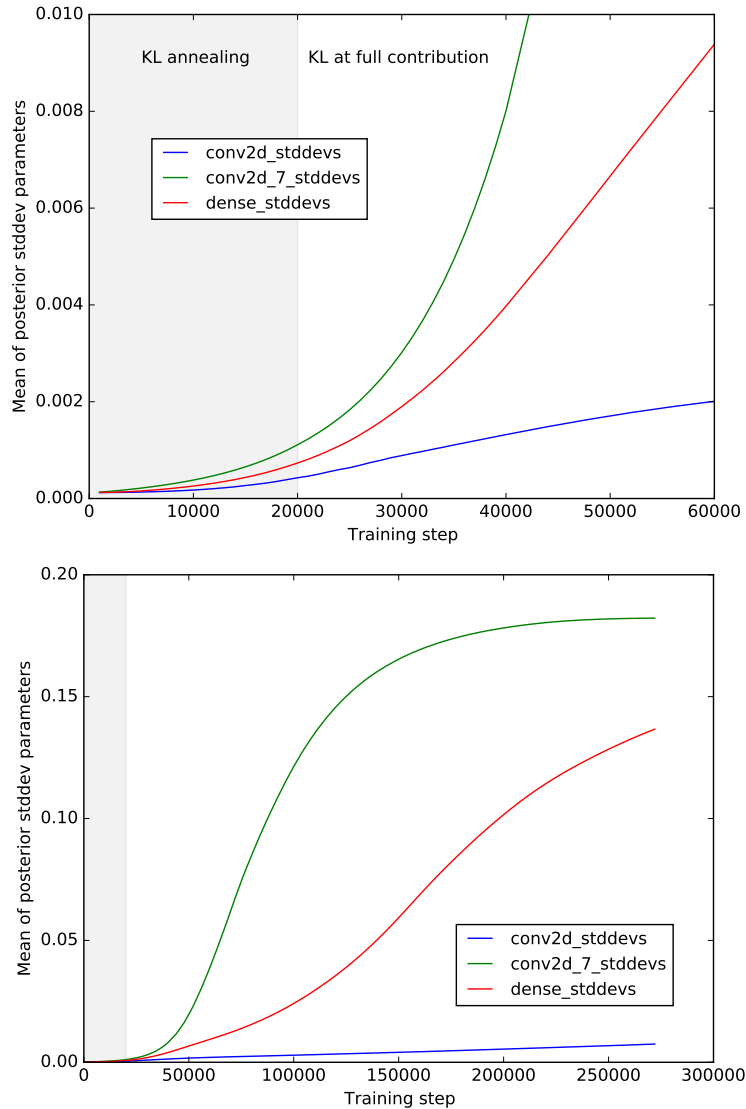 0.010
KL annealing
KL at full contribution
0.008
conv2d_stddevs
conv2d_7_stddevs
dense_stddevs
0.006
0.004
0.002
0.000
Mean of posterior stddev parameters
0 10000 20000 30000 40000 50000 60000
Training step
0.20
0.15
0.10
0.05
0.00
Mean of posterior stddev parameters
conv2d_stddevs
conv2d_7_stddevs
dense_stddevs
0 50000 100000 150000 200000 250000 300000
Training step